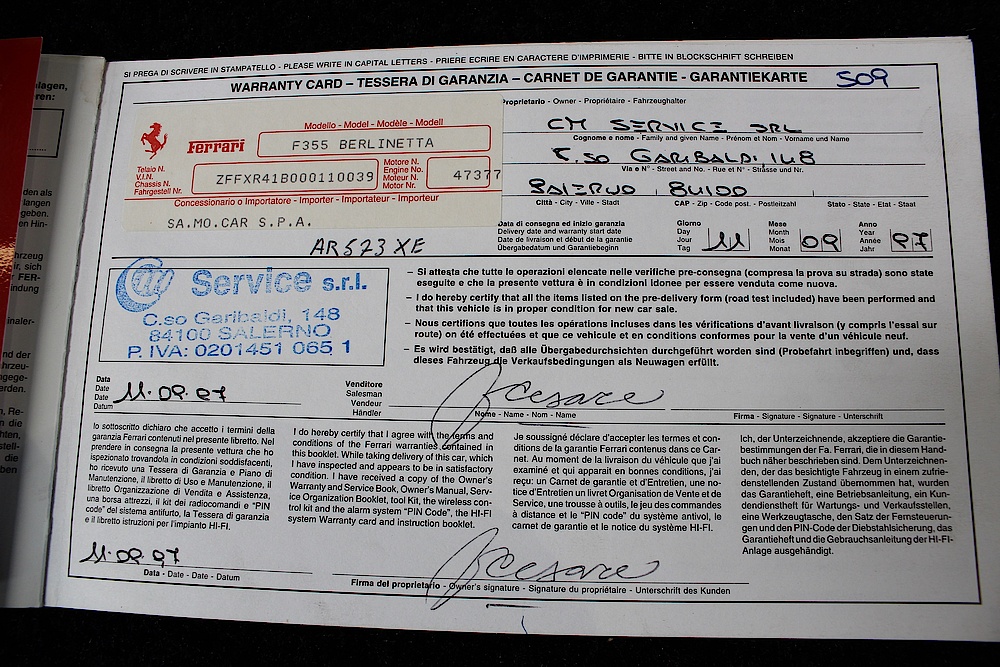 SI PREGA DI SCRIVERE IN STAMPATELLO - PLEASE WRITE IN CAPITAL LETTERS - PRIERE ECRIRE EN CARACTERE D'IMPRIMERIE - BITTE IN BLOCKSCHRIFT SCHREIBEN
WARRANTY CARD – TESSERA DI GARANZIA – CARNET DE GARANTIE - GARANTIEKARTE
S09
Modello - Model - Modèle - Modell
Ferrari
F355 BERLINETTA
Telaio N.
V.I.N.
Chassis N.
Fahrgestell Nr.
ZFFXR41B000110039
Motore N.
Engine No.
Moteur N.
Motor Nr.
47377
Concessionario o Importatore - Importer - Importateur - Importeur
SA.MO.CAR S.P.A.
AR573XE
Proprietario - Owner - Propriétaire - Fahrzeughalter
CM SERVICE SRL
Cognome e nome - Family and given Name - Prénom et Nom - Vorname und Name
C.SO GARIBALDI 148
Via e N° - Street and No. - Rue et N° - Strasse und Nr.
SALERNO 84100
Città - City - Ville - Stadt
CAP - Zip Code - Code post. - Postleitzahl
Stato - State - Etat - Staat
Data di consegna ed inizio garanzia
Delivery date and warranty start date
Date de livraison et début de la garantie
Übergabedatum und Garantiebeginn
Giorno
Day
Jour
Tag
11
Mese
Month
Mois
Monat
09
Anno
Year
Année
Jahr
97
cm Service s.r.l.
C.so Garibaldi, 148
84100 SALERNO
P. IVA: 0201451 065 1
– Si attesta che tutte le operazioni elencate nelle verifiche pre-consegna (compresa la prova su strada) sono state
eseguite e che la presente vettura è in condizioni idonee per essere venduta come nuova.
– I do hereby certify that all the items listed on the pre-delivery form (road test included) have been performed and
that this vehicle is in proper condition for new car sale.
– Nous certifions que toutes les opérations incluses dans les vérifications d'avant livraison (y compris l'essai sur
route) on été effectuées et que ce vehicule et en conditions conformes pour la vente d'un véhicule neuf.
– Es wird bestätigt, daß alle Übergabedurchsichten durchgeführt worden sind (Probefahrt inbegriffen) und, dass
dieses Fahrzeug die Verkaufsbedingungen als Neuwagen erfüllt.
Data
Date
Date
Datum
11.09.97
Venditore
Salesman
Vendeur
Händler
Nome - Name - Nom - Name
Firma - Signature - Signature - Unterschrift
Io sottoscritto dichiaro che accetto i termini della
garanzia Ferrari contenuti nel presente libretto. Nel
prendere in consegna la presente vettura che ho
ispezionato trovandola in condizioni soddisfacenti,
ho ricevuto una Tessera di Garanzia e Piano di
Manutenzione, il libretto di Uso e Manutenzione, il
libretto Organizzazione di Vendita e Assistenza,
una borsa attrezzi, il kit dei radiocomandi e "PIN
code" del sistema antifurto, la Tessera di garanzia
e il libretto istruzioni per l'impianto HI-FI.
I do hereby certify that I agree with the terms and
conditions of the Ferrari warranties contained in
this booklet. While taking delivery of this car, which
I have inspected and appears to be in satisfactory
condition. I have received a copy of the Owner's
Warranty and Service Book, Owner's Manual, Serv-
ice Organization Booklet, tool Kit, the wireless con-
trol kit and the alarm system "PIN Code", the HI-FI
system Warranty card and instruction booklet.
Je soussigné déclare d'accepter les termes et con-
ditions de la garantie Ferrari contenus dans ce Car-
net. Au moment de la livraison du véhicule que j'ai
examiné et qui apparait en bonnes conditions, j'ai
reçu: un Carnet de garantie et d'Entretien, une no-
tice d'Entretien un livret Organisation de Vente et de
Service, une trousse à outils, le jeu des commandes
à distance et le "PIN code" du système antivol, le
carnet de garantie et le notice du système HI-FI.
Ich, der Unterzeichnende, akzeptiere die Garantie-
bestimmungen der Fa. Ferrari, die in diesem Hand-
buch näher beschrieben sind. Dem Unterzeichnen-
den, der das besichtigte Fahrzeug in einem zufrie-
denstellenden Zustand übernommen hat, wurden
das Garantieheft, eine Betriebsanleitung, ein Kun-
dendienstheft für Wartungs- und Verkaufsstellen,
eine Werkzeugtasche, den Satz der Fernsteuerun-
gen und den PIN-Code der Diebstahlsicherung, das
Garantieheft und die Gebrauchsanleitung der HI-FI-
Anlage ausgehändigt.
11.09.97
Data - Date - Date - Datum
Firma del proprietario - Owner's signature - Signature du propriétaire - Unterschrift des Kunden